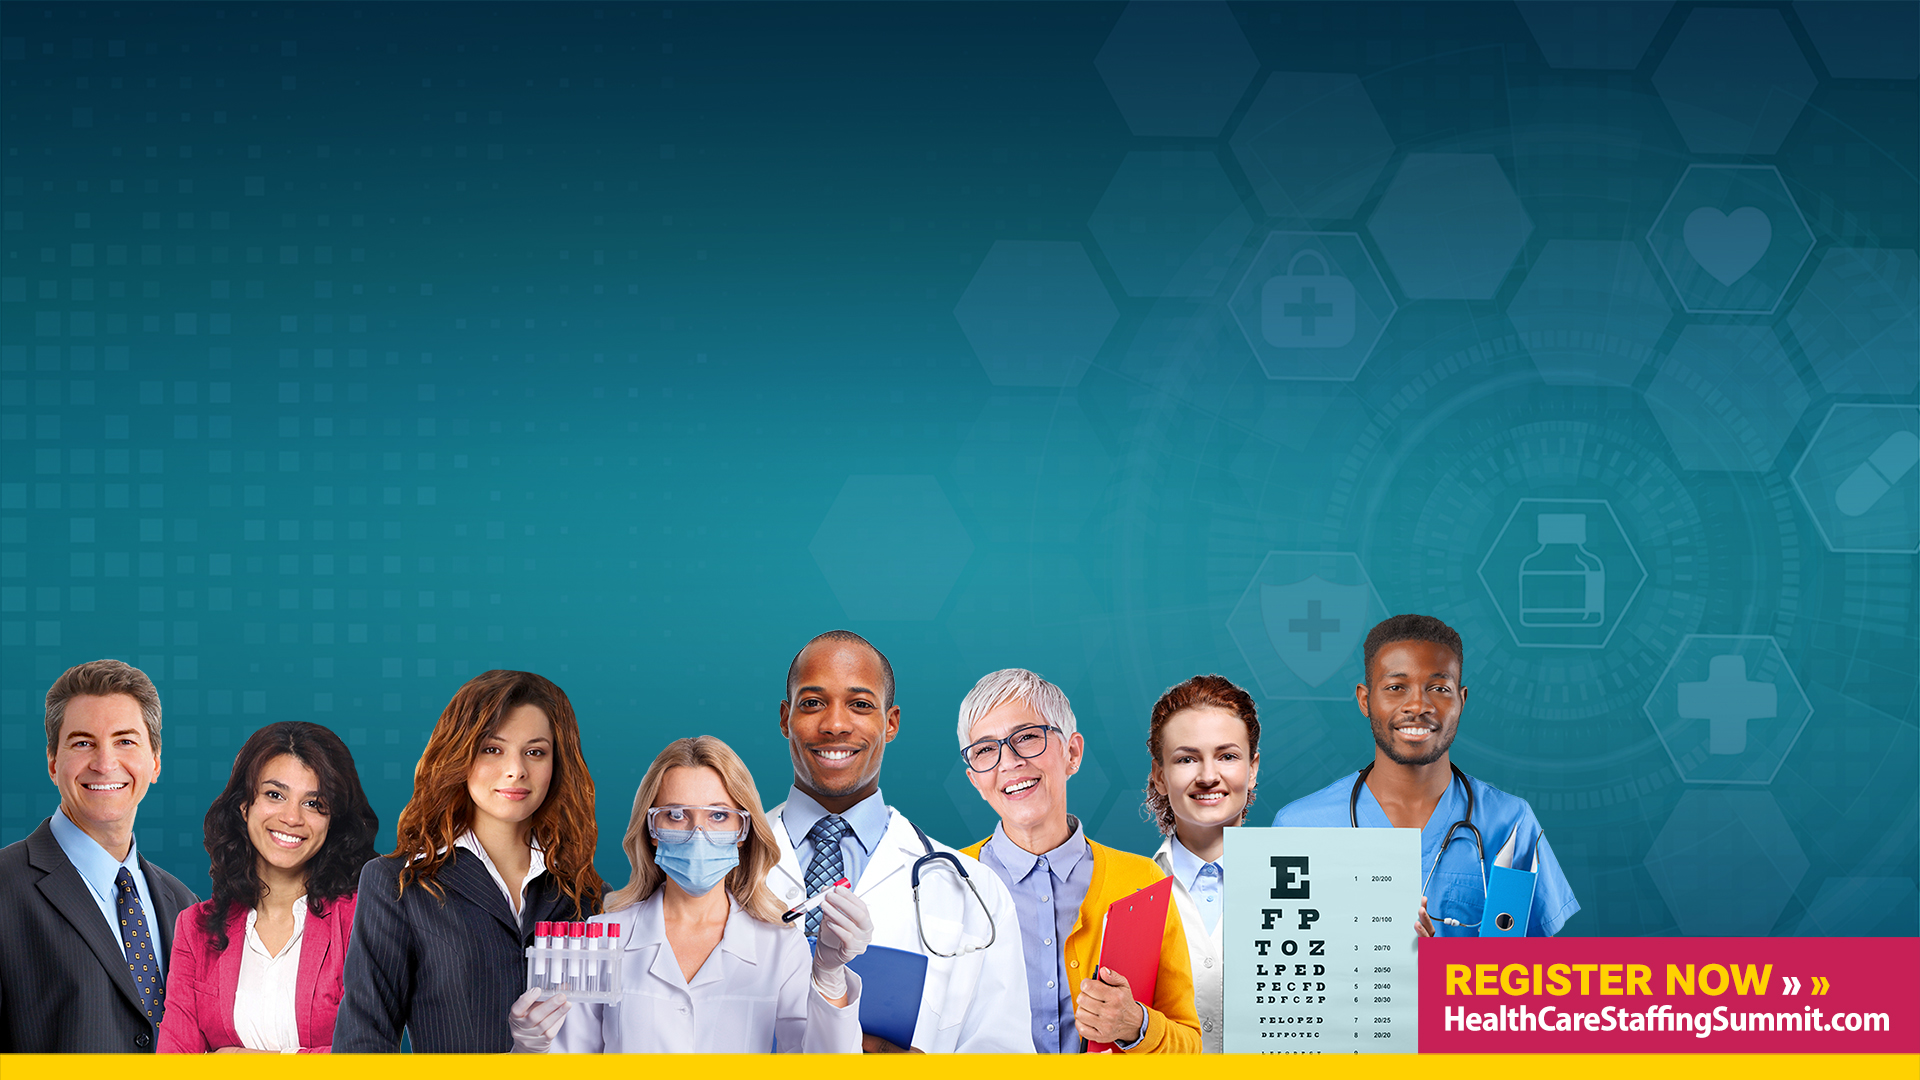 E
F P
T O Z
L P E D
P E C F D
E D F C Z P
F E L O P Z D
D E F P O T E C
1 20/200
2 20/100
3 20/70
4 20/50
5 20/40
6 20/30
7 20/25
8 20/20
REGISTER NOW » »
HealthCareStaffingSummit.com